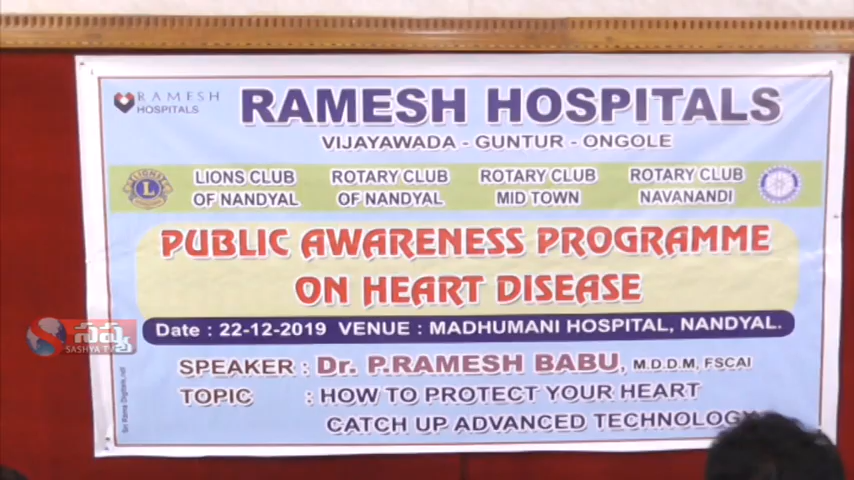 RAMESH HOSPITALS
RAMESH
HOSPITALS
VIJAYAWADA - GUNTUR - ONGOLE
LIONS CLUB OF NANDYAL
ROTARY CLUB OF NANDYAL
ROTARY CLUB MID TOWN
ROTARY CLUB NAVANANDI
PUBLIC AWARENESS PROGRAMME
ON HEART DISEASE
Date : 22-12-2019 VENUE : MADHUMANI HOSPITAL, NANDYAL.
SPEAKER : Dr. P.RAMESH BABU, M.D.D.M, FSCAI
TOPIC : HOW TO PROTECT YOUR HEART
CATCH UP ADVANCED TECHNOLOGY
సష్య
SASHYA TV